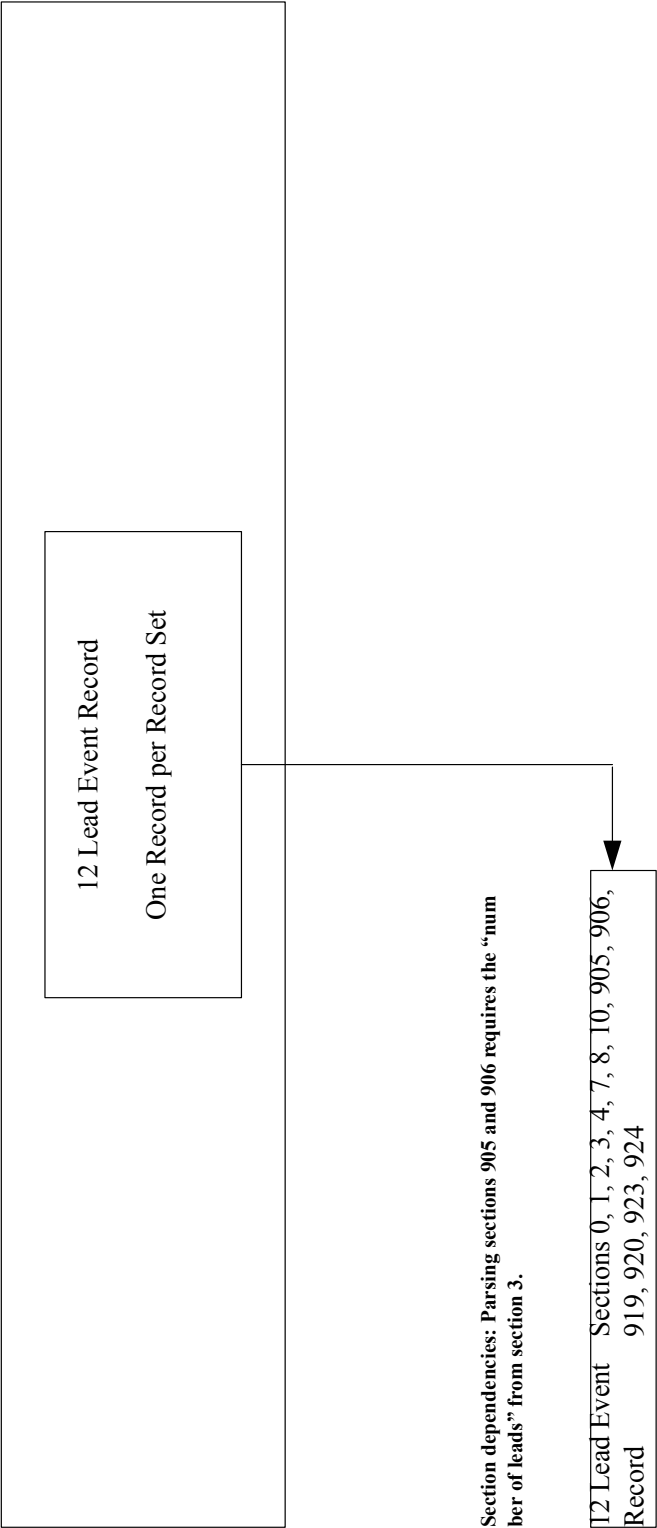 12 Lead Event Record
One Record per Record Set
Section dependencies: Parsing sections 905 and 906 requires the “num
ber of leads” from section 3.
12 Lead Event Sections 0, 1, 2, 3, 4, 7, 8, 10, 905, 906,
Record 919, 920, 923, 924